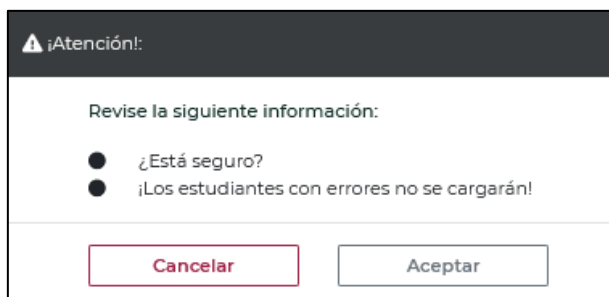 ¡Atención!:
Revise la siguiente información:
¿Está seguro?
¡Los estudiantes con errores no se cargarán!
Cancelar
Aceptar